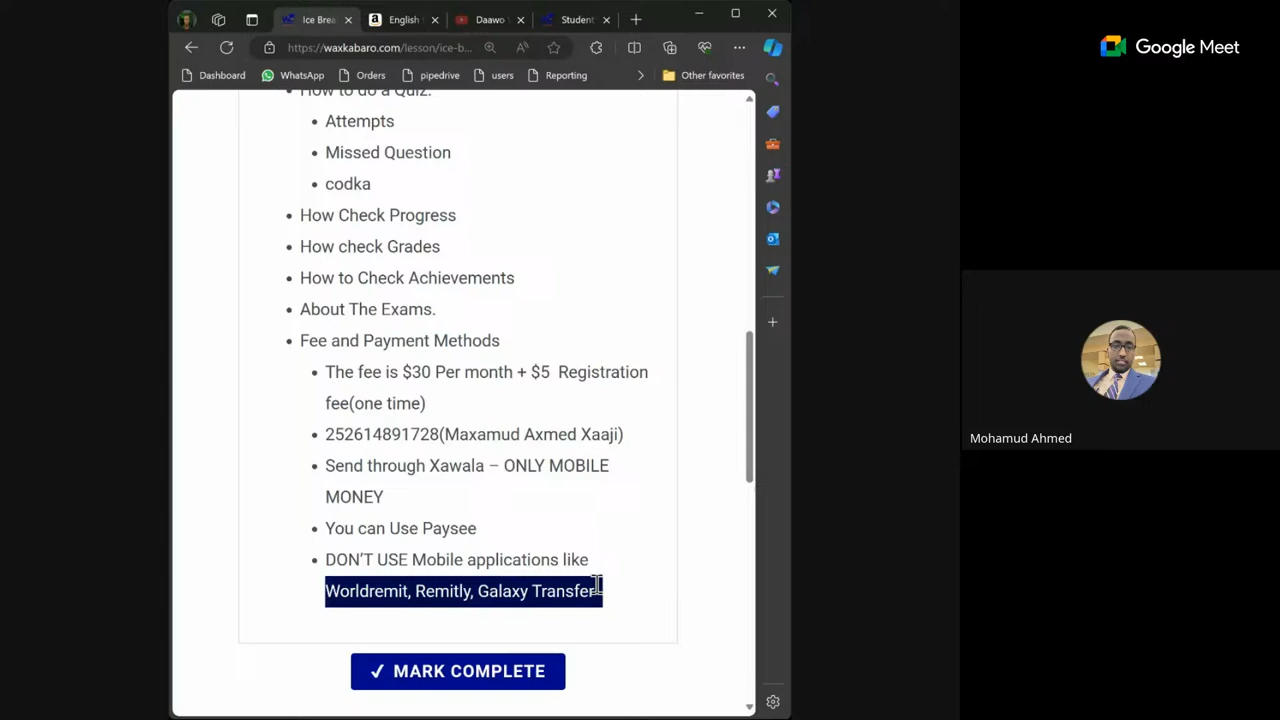 Ice Brea
English
Daawo
Student
https://waxkabaro.com/lesson/ice-b...
Dashboard
WhatsApp
Orders
pipedrive
users
Reporting
Other favorites
Google Meet
How to do a Quiz.
Attempts
Missed Question
codka
How Check Progress
How check Grades
How to Check Achievements
About The Exams.
Fee and Payment Methods
The fee is $30 Per month + $5 Registration
fee(one time)
252614891728(Maxamud Axmed Xaaji)
Send through Xawala – ONLY MOBILE
MONEY
You can Use Paysee
DON'T USE Mobile applications like
Worldremit, Remitly, Galaxy Transfer
✓ MARK COMPLETE
Mohamud Ahmed